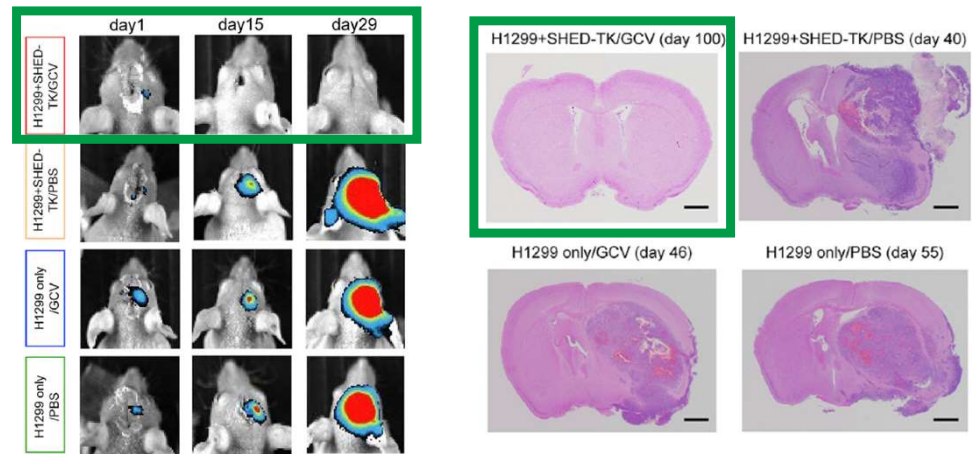 day1 day15 day29
H1299+SHED-
TK/GCV
H1299+SHED-
TK/PBS
H1299 only
/GCV
H1299 only
/PBS
H1299+SHED-TK/GCV (day 100) H1299+SHED-TK/PBS (day 40)
H1299 only/GCV (day 46) H1299 only/PBS (day 55)